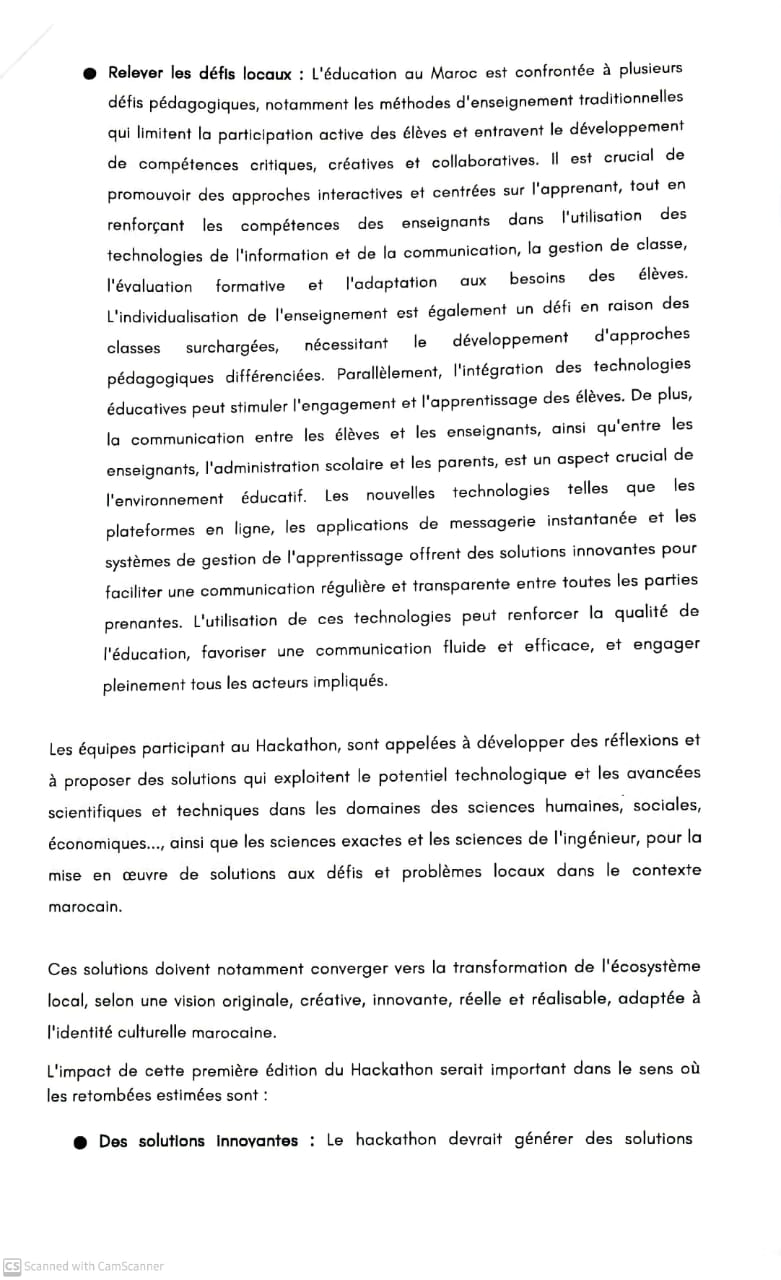 ● Relever les défis locaux : L'éducation au Maroc est confrontée à plusieurs
défis pédagogiques, notamment les méthodes d'enseignement traditionnelles
qui limitent la participation active des élèves et entravent le développement
de compétences critiques, créatives et collaboratives. Il est crucial de
promouvoir des approches interactives et centrées sur l'apprenant, tout en
renforçant les compétences des enseignants dans l'utilisation des
technologies de l'information et de la communication, la gestion de classe,
l'évaluation formative et l'adaptation aux besoins des élèves.
L'individualisation de l'enseignement est également un défi en raison des
classes surchargées, nécessitant le développement d'approches
pédagogiques différenciées. Parallèlement, l'intégration des technologies
éducatives peut stimuler l'engagement et l'apprentissage des élèves. De plus,
la communication entre les élèves et les enseignants, ainsi qu'entre les
enseignants, l'administration scolaire et les parents, est un aspect crucial de
l'environnement éducatif. Les nouvelles technologies telles que les
plateformes en ligne, les applications de messagerie instantanée et les
systèmes de gestion de l'apprentissage offrent des solutions innovantes pour
faciliter une communication régulière et transparente entre toutes les parties
prenantes. L'utilisation de ces technologies peut renforcer la qualité de
l'éducation, favoriser une communication fluide et efficace, et engager
pleinement tous les acteurs impliqués.
Les équipes participant au Hackathon, sont appelées à développer des réflexions et
à proposer des solutions qui exploitent le potentiel technologique et les avancées
scientifiques et techniques dans les domaines des sciences humaines, sociales,
économiques..., ainsi que les sciences exactes et les sciences de l'ingénieur, pour la
mise en œuvre de solutions aux défis et problèmes locaux dans le contexte
marocain.
Ces solutions doivent notamment converger vers la transformation de l'écosystème
local, selon une vision originale, créative, innovante, réelle et réalisable, adaptée à
l'identité culturelle marocaine.
L'impact de cette première édition du Hackathon serait important dans le sens où
les retombées estimées sont :
● Des solutions innovantes : Le hackathon devrait générer des solutions
CS Scanned with CamScanner